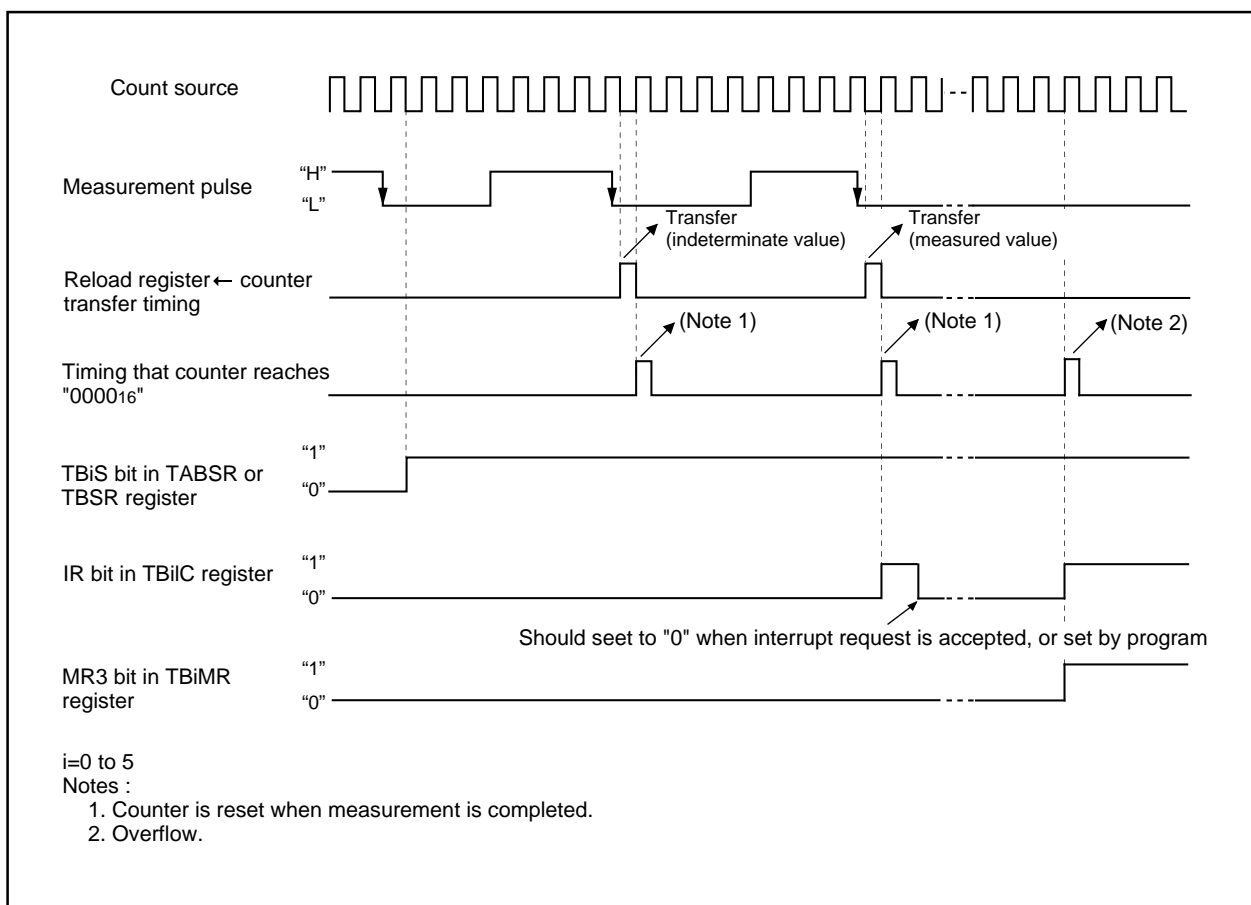 Count source
Measurement pulse
“H”
“L”
Transfer
(indeterminate value)
Transfer
(measured value)
Reload register ← counter
transfer timing
(Note 1)
(Note 1)
(Note 2)
Timing that counter reaches
"000016"
TBiS bit in TABSR or
TBSR register
“1”
“0”
IR bit in TBiIC register
“1”
“0”
Should seet to "0" when interrupt request is accepted, or set by program
MR3 bit in TBiMR
register
“1”
“0”
i=0 to 5
Notes :
1. Counter is reset when measurement is completed.
2. Overflow.